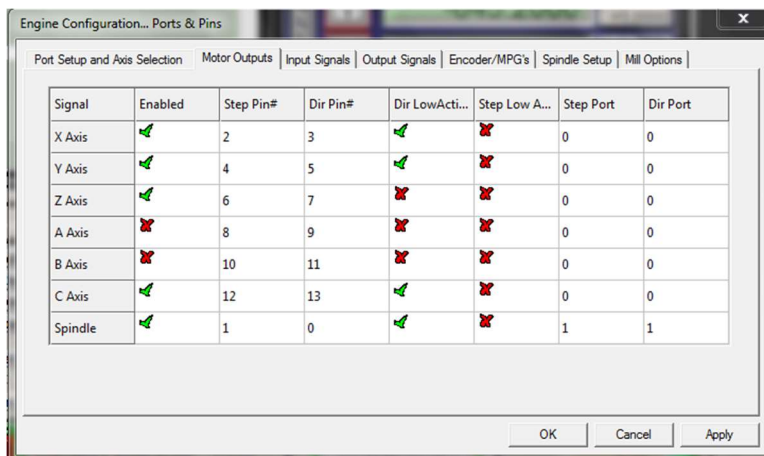 Engine Configuration... Ports & Pins
x
Port Setup and Axis Selection Motor Outputs Input Signals Output Signals Encoder/MPG's Spindle Setup Mill Options
Signal Enabled Step Pin# Dir Pin# Dir LowActi... Step Low A... Step Port Dir Port
X Axis 2 3 0 0
Y Axis 4 5 0 0
Z Axis 6 7 0 0
A Axis 8 9 0 0
B Axis 10 11 0 0
C Axis 12 13 0 0
Spindle 1 0 1 1
OK Cancel Apply